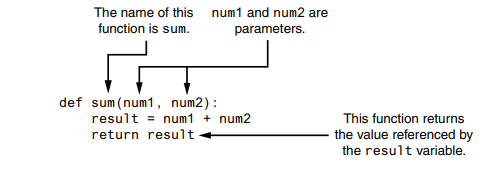 The name of this
function is sum.
num1 and num2 are
parameters.
def sum(num1, num2):
    result = num1 + num2
    return result
This function returns
the value referenced by
the result variable.